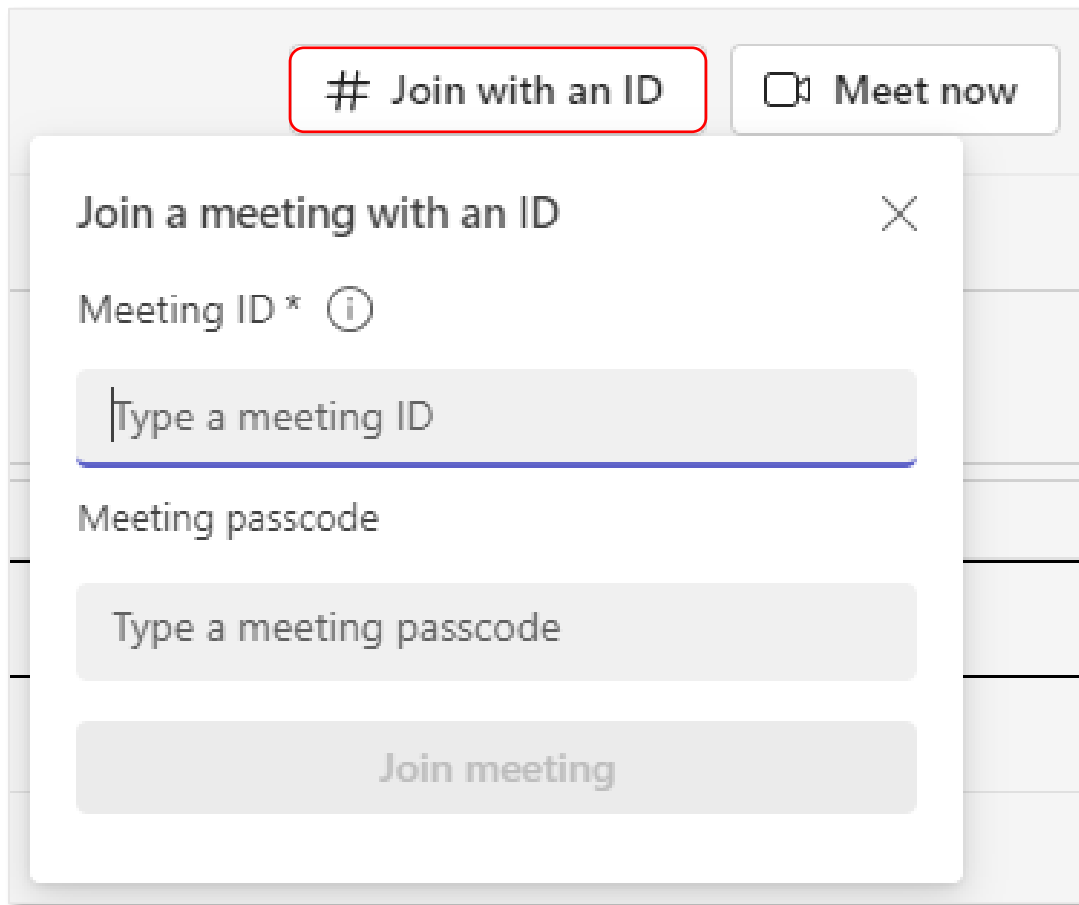 # Join with an ID
Meet now
Join a meeting with an ID
Meeting ID *
Type a meeting ID
Meeting passcode
Type a meeting passcode
Join meeting